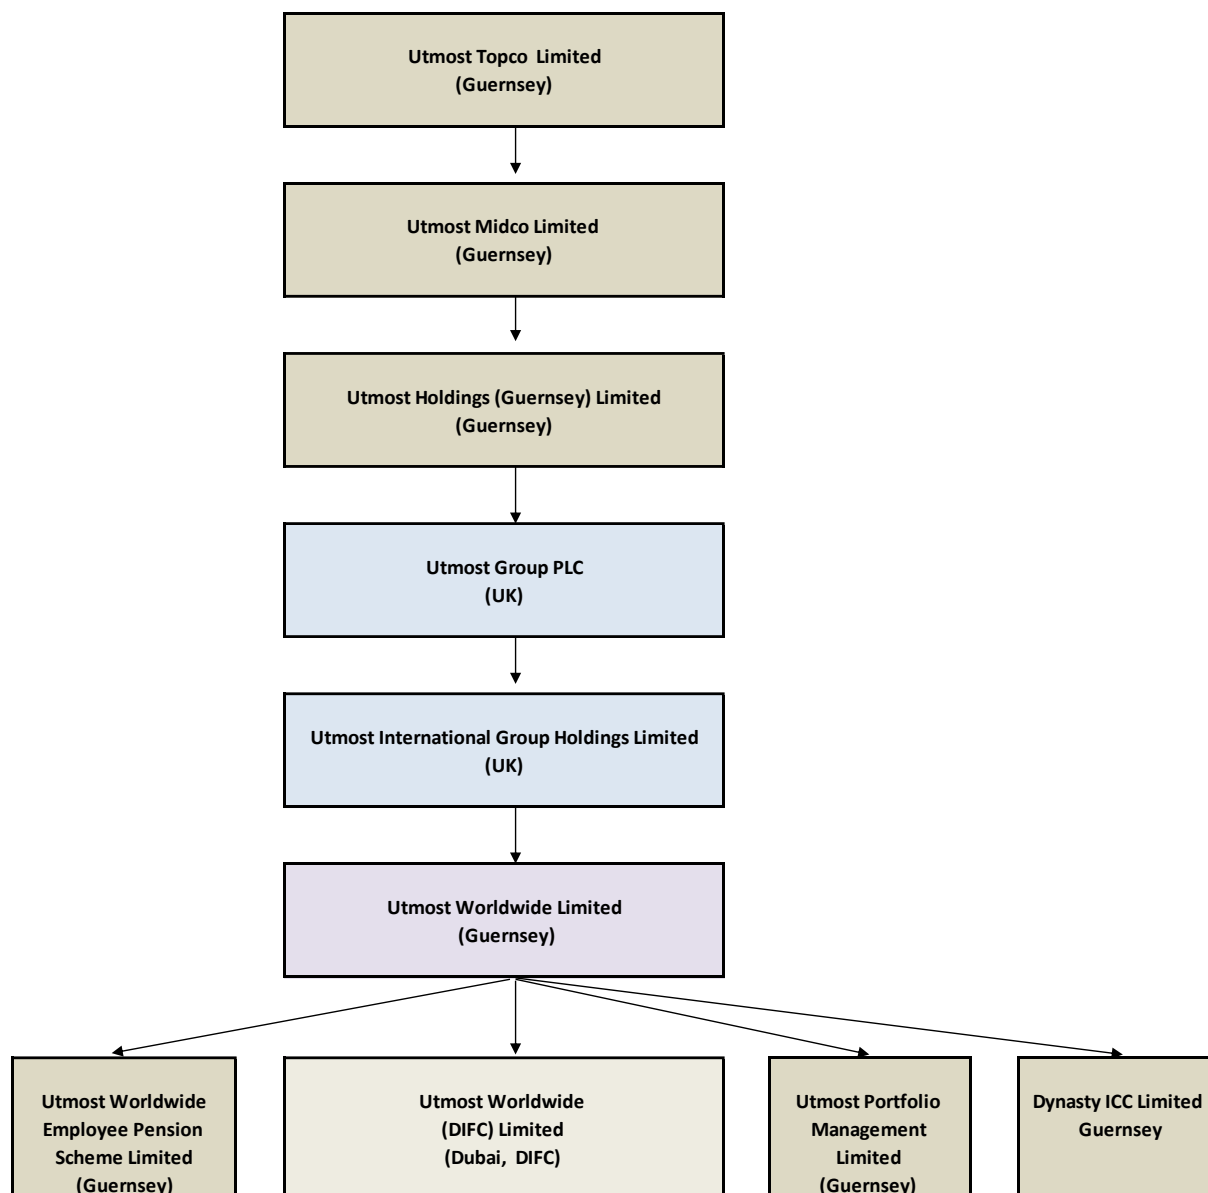 Utmost Topco Limited
(Guernsey)
Utmost Midco Limited
(Guernsey)
Utmost Holdings (Guernsey) Limited
(Guernsey)
Utmost Group PLC
(UK)
Utmost International Group Holdings Limited
(UK)
Utmost Worldwide Limited
(Guernsey)
Utmost Worldwide
Employee Pension
Scheme Limited
(Guernsey)
Utmost Worldwide
(DIFC) Limited
(Dubai, DIFC)
Utmost Portfolio
Management
Limited
(Guernsey)
Dynasty ICC Limited
Guernsey